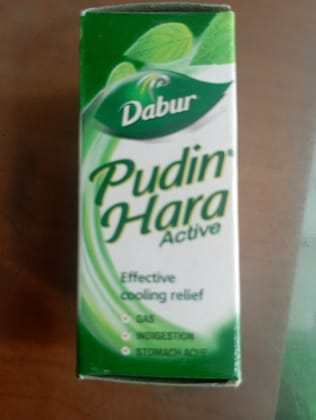 Dabur
Pudin
Hara
Active
Effective
cooling relief
GAS
INDIGESTION
STOMACH ACHE